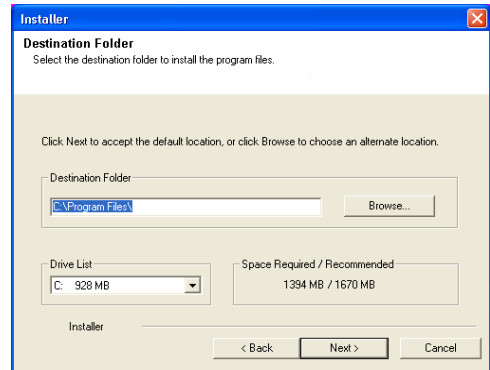 Installer
Destination Folder
Select the destination folder to install the program files.
Click Next to accept the default location, or click Browse to choose an alternate location.
Destination Folder
C:\Program Files\
Browse...
Drive List
C: 928 MB
Space Required / Recommended
1394 MB / 1670 MB
Installer
< Back
Next >
Cancel